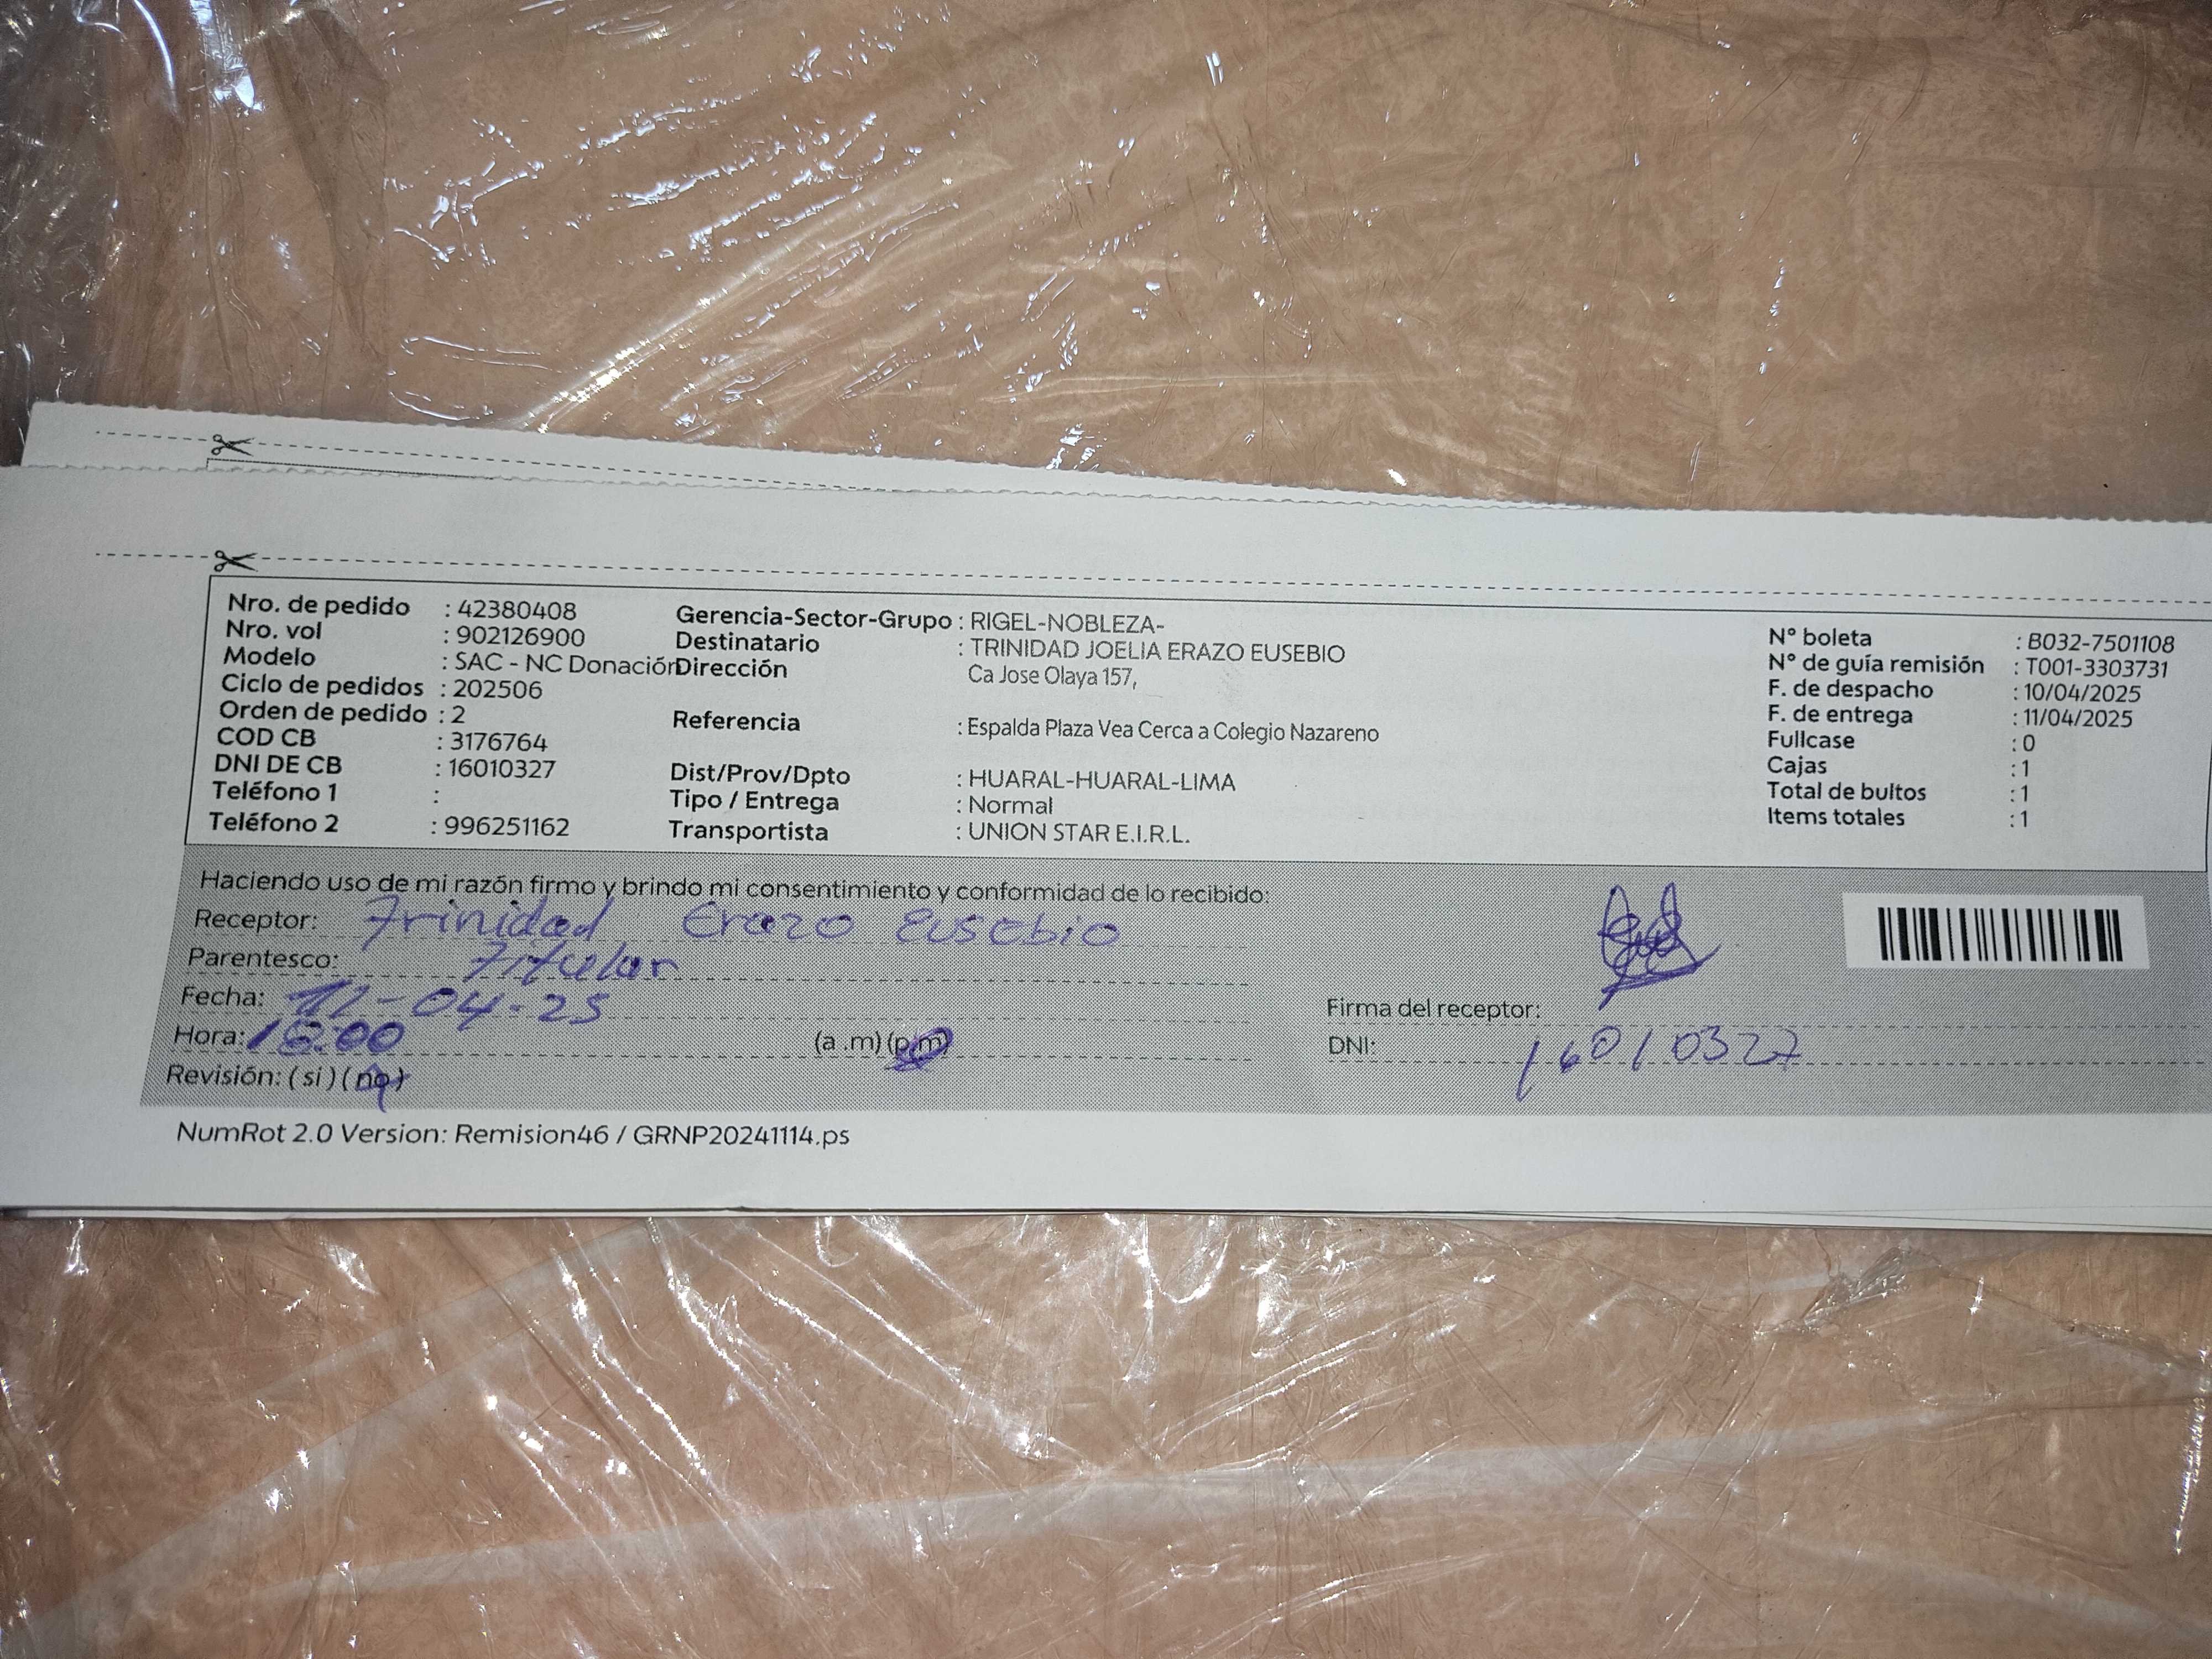 Nro. de pedido : 42380408
Nro. vol : 902126900
Modelo : SAC - NC Donación
Ciclo de pedidos : 202506
Orden de pedido : 2
COD CB : 3176764
DNI DE CB : 16010327
Teléfono 1 :
Teléfono 2 : 996251162
Gerencia-Sector-Grupo : RIGEL-NOBLEZA-
Destinatario : TRINIDAD JOELIA ERAZO EUSEBIO
Dirección Ca Jose Olaya 157,
Referencia : Espalda Plaza Vea Cerca a Colegio Nazareno
Dist/Prov/Dpto : HUARAL-HUARAL-LIMA
Tipo / Entrega : Normal
Transportista : UNION STAR E.I.R.L.
N° boleta : B032-7501108
N° de guía remisión : T001-3303731
F. de despacho : 10/04/2025
F. de entrega : 11/04/2025
Fullcase : 0
Cajas : 1
Total de bultos : 1
Items totales : 1
Haciendo uso de mi razón firmo y brindo mi consentimiento y conformidad de lo recibido:
Receptor: Trinidad Erazo Eusebio
Parentesco: Titular
Fecha: -04-25
Hora: 18:00 (a .m) (p.m)
Revisión: ( si ) ( no )
Firma del receptor:
DNI: 16010327
NumRot 2.0 Version: Remision46 / GRNP20241114.ps